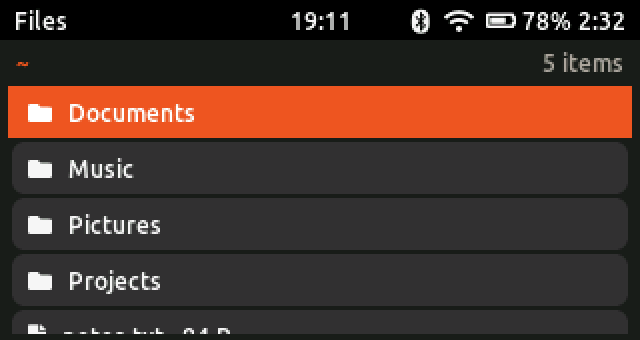 Files 19:11 78% 2:32
~ 5 items
Documents
Music
Pictures
Projects